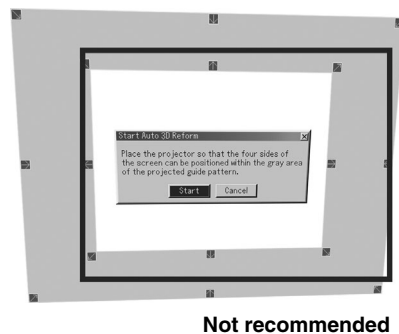 Start Auto 3D Reform
Place the projector so that the four sides of
the screen can be positioned within the gray area
of the projected guide pattern.
Start Cancel
Not recommended